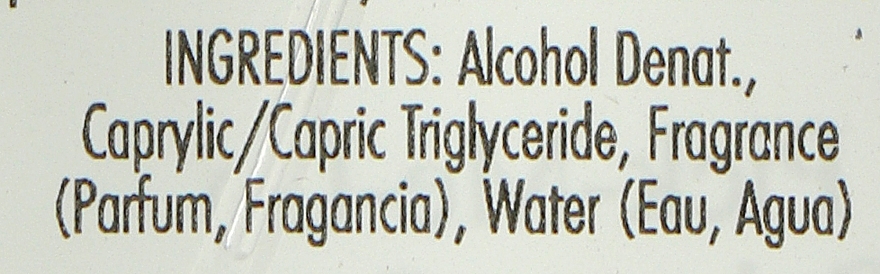 INGREDIENTS: Alcohol Denat.,
Caprylic/Capric Triglyceride, Fragrance
(Parfum, Fragancia), Water (Eau, Agua)